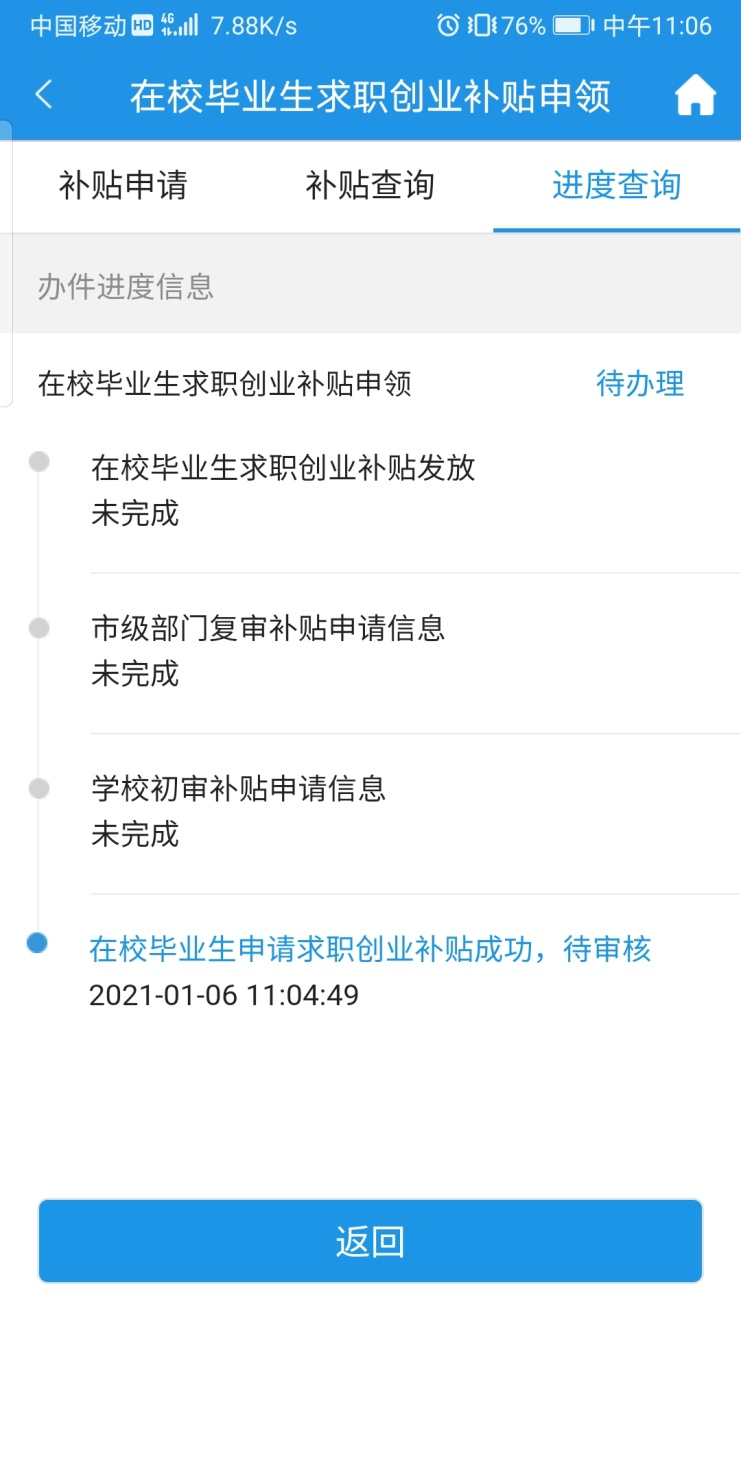 中国移动 HD 4G 7.88K/s 76% 中午11:06
在校毕业生求职创业补贴申领
补贴申请 补贴查询 进度查询
办件进度信息
在校毕业生求职创业补贴申领 待办理
在校毕业生求职创业补贴发放
未完成
市级部门复审补贴申请信息
未完成
学校初审补贴申请信息
未完成
在校毕业生申请求职创业补贴成功，待审核
2021-01-06 11:04:49
返回